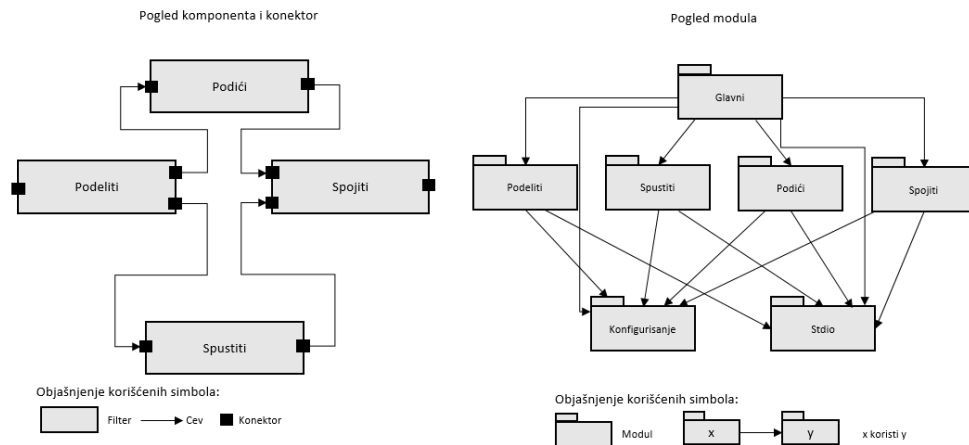 Pogled komponenta i konektor
Podići
Podeliti
Spojiti
Spustiti
Objašnjenje korišćenih simbola:
Filter
Cev
Konektor
Pogled modula
Glavni
Podeliti
Spustiti
Podići
Spojiti
Konfigurisanje
Stdio
Objašnjenje korišćenih simbola:
Modul
x
y
x koristi y